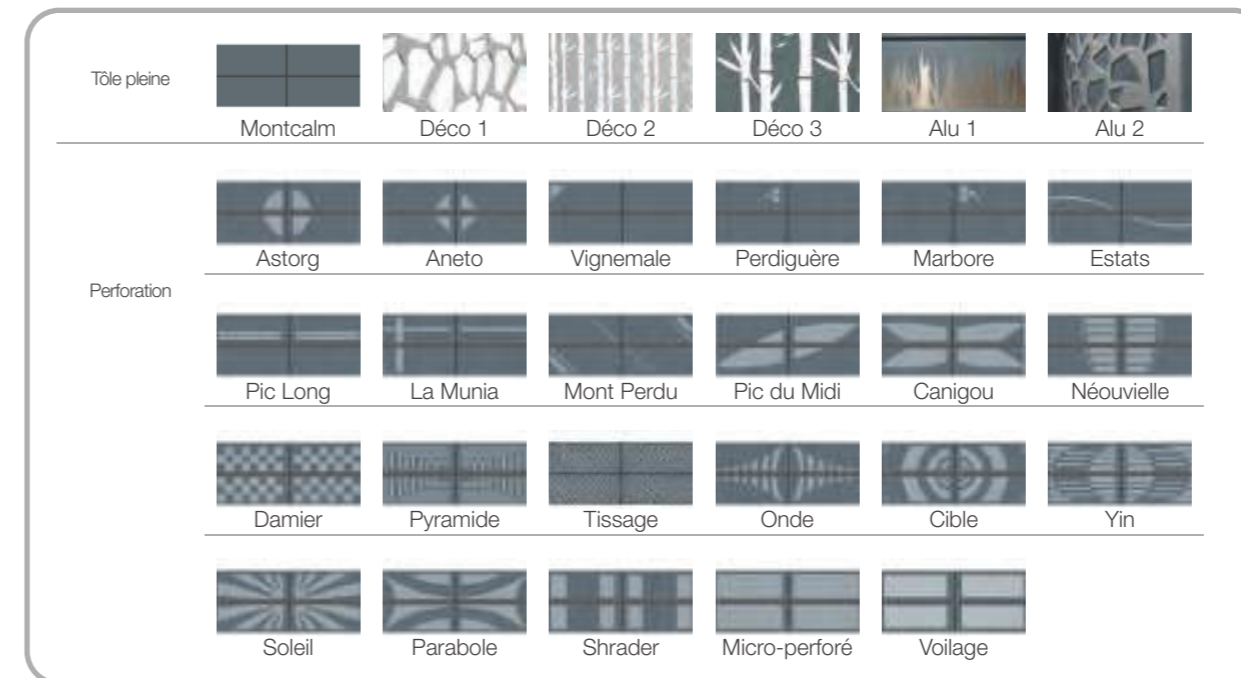 Tôle pleine
Montcalm Déco 1 Déco 2 Déco 3 Alu 1 Alu 2
Astorg Aneto Vignemale Perdiguère Marbore Estats
Perforation
Pic Long La Munia Mont Perdu Pic du Midi Canigou Néouvielle
Damier Pyramide Tissage Onde Cible Yin
Soleil Parabole Shrader Micro-perforé Voilage